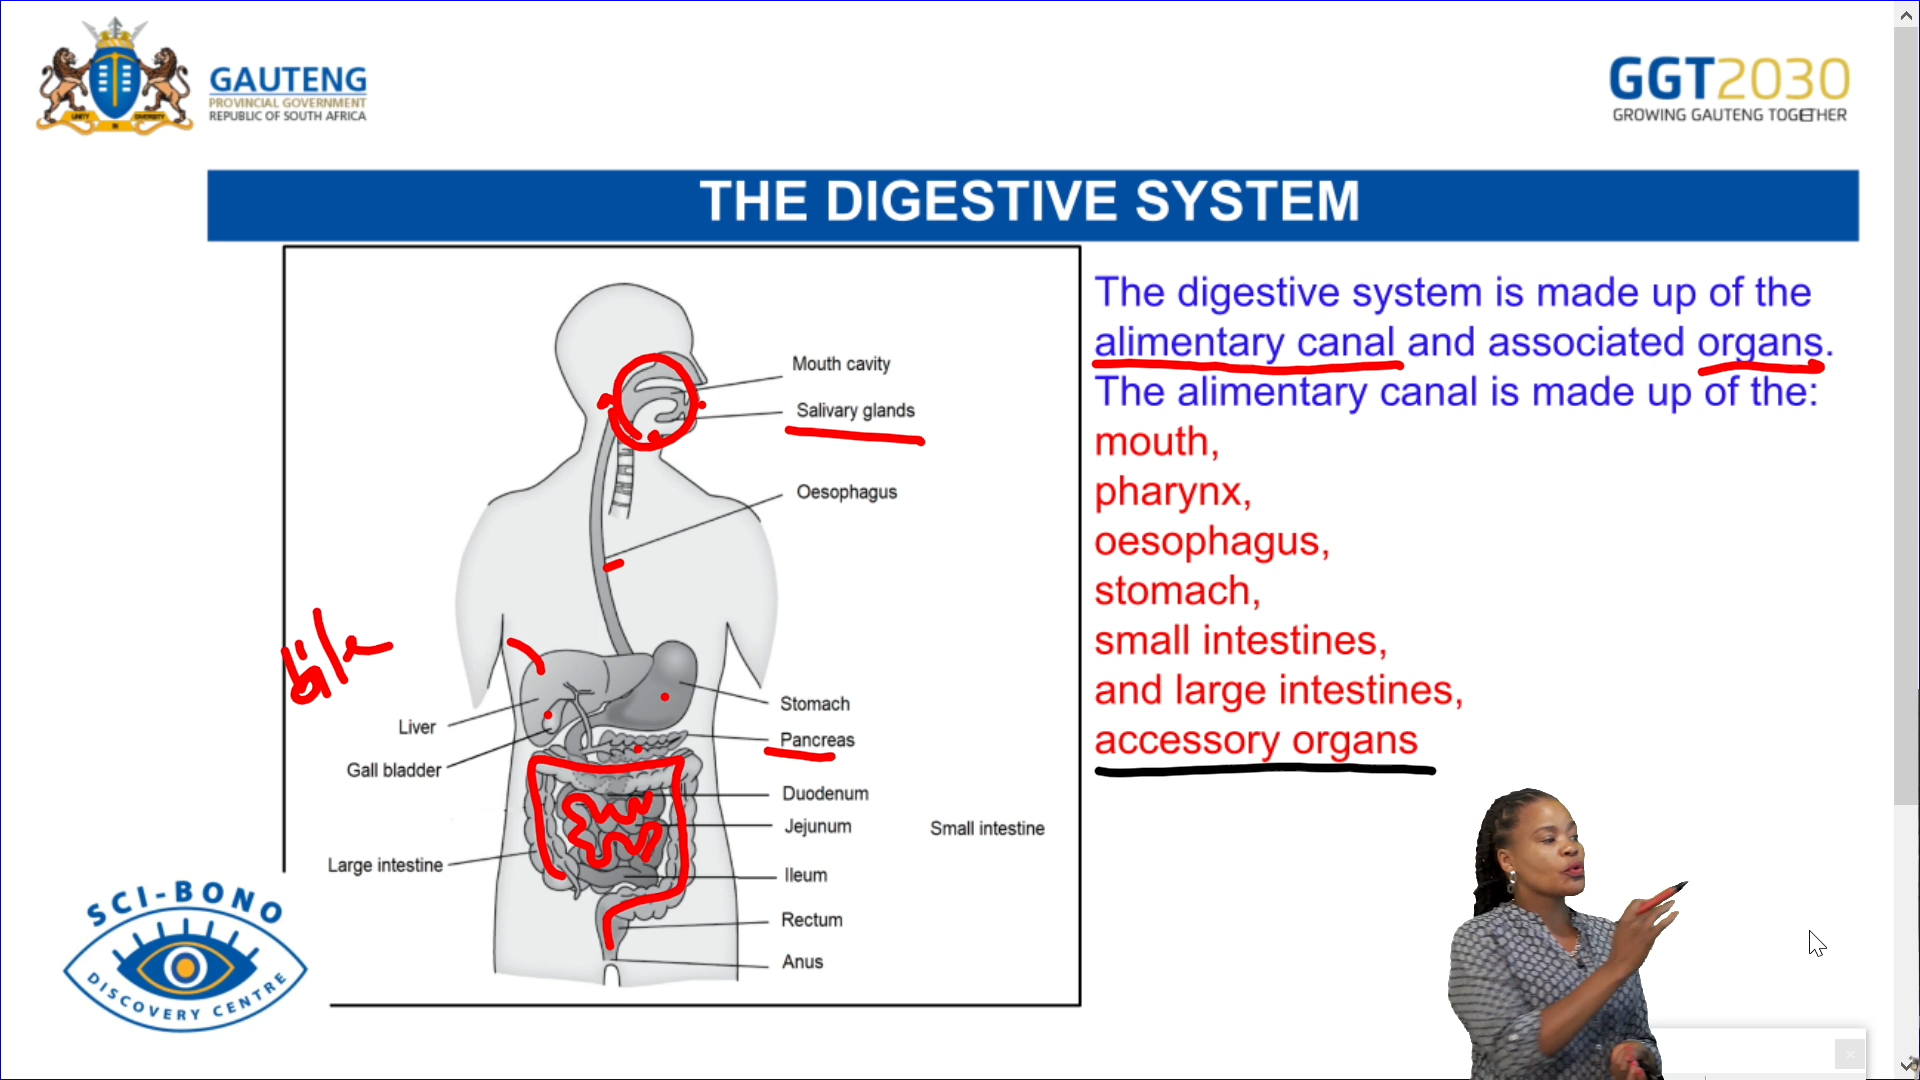 GAUTENG
PROVINCIAL GOVERNMENT
REPUBLIC OF SOUTH AFRICA
UNITY IN DIVERSITY
GGT2030
GROWING GAUTENG TOGETHER
THE DIGESTIVE SYSTEM
Mouth cavity
Salivary glands
Oesophagus
bile
Stomach
Liver
Pancreas
Gall bladder
Duodenum
Jejunum
Small intestine
Large intestine
Ileum
Rectum
Anus
The digestive system is made up of the
alimentary canal and associated organs.
The alimentary canal is made up of the:
mouth,
pharynx,
oesophagus,
stomach,
small intestines,
and large intestines,
accessory organs
SCI-BONO
DISCOVERY CENTRE